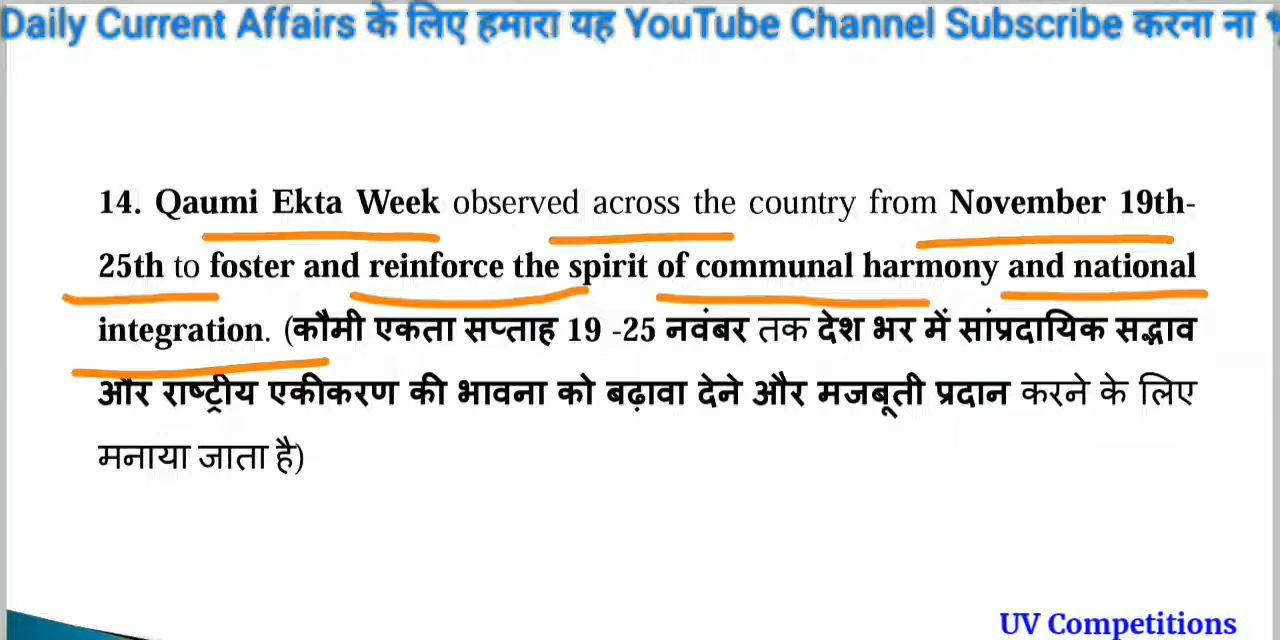 Daily Current Affairs के लिए हमारा यह YouTube Channel Subscribe करना ना
14. Qaumi Ekta Week observed across the country from November 19th-
25th to foster and reinforce the spirit of communal harmony and national
integration. (कौमी एकता सप्ताह 19 -25 नवंबर तक देश भर में सांप्रदायिक सद्भाव
और राष्ट्रीय एकीकरण की भावना को बढ़ावा देने और मजबूती प्रदान करने के लिए
मनाया जाता है)
UV Competitions